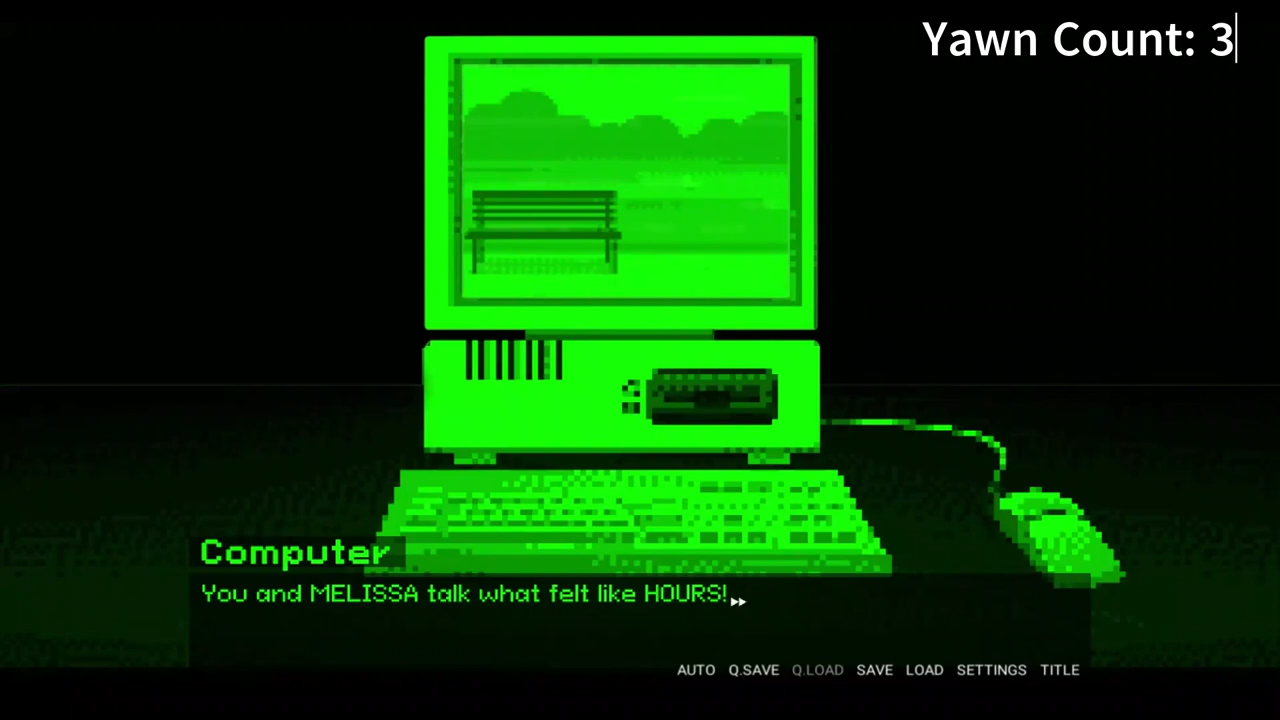 Yawn Count: 3
Computer
You and MELISSA talk what felt like HOURS!
AUTO Q.SAVE Q.LOAD SAVE LOAD SETTINGS TITLE